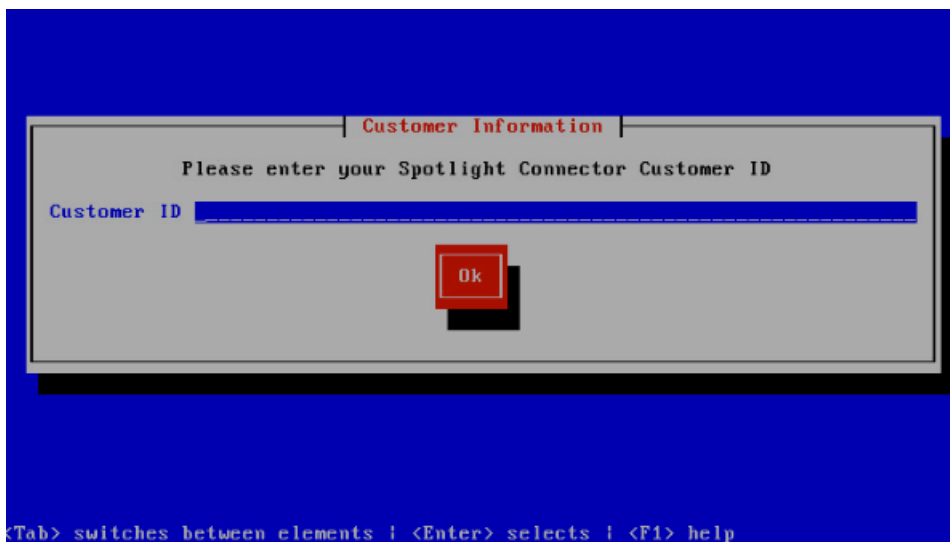 Customer Information
Please enter your Spotlight Connector Customer ID
Customer ID
Ok
<Tab> switches between elements | <Enter> selects | <F1> help